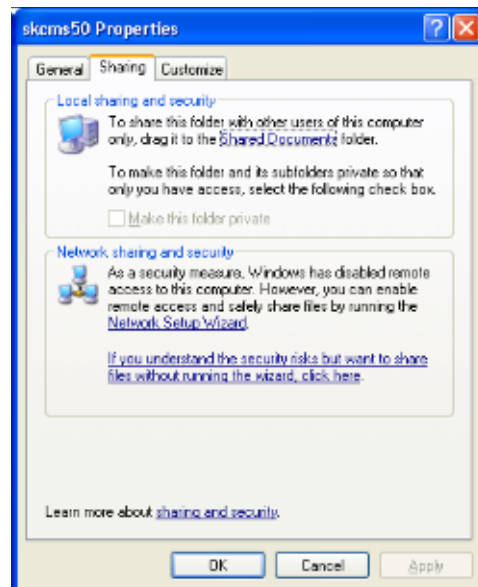 skcms50 Properties
General Sharing Customize
Local sharing and security
To share this folder with other users of this computer
only, drag it to the Shared Documents folder.
To make this folder and its subfolders private so that
only you have access, select the following check box.
Make this folder private
Network sharing and security
As a security measure, Windows has disabled remote
access to this computer. However, you can enable
remote access and safely share files by running the
Network Setup Wizard.
If you understand the security risks but want to share
files without running the wizard, click here.
Learn more about sharing and security.
OK Cancel Apply